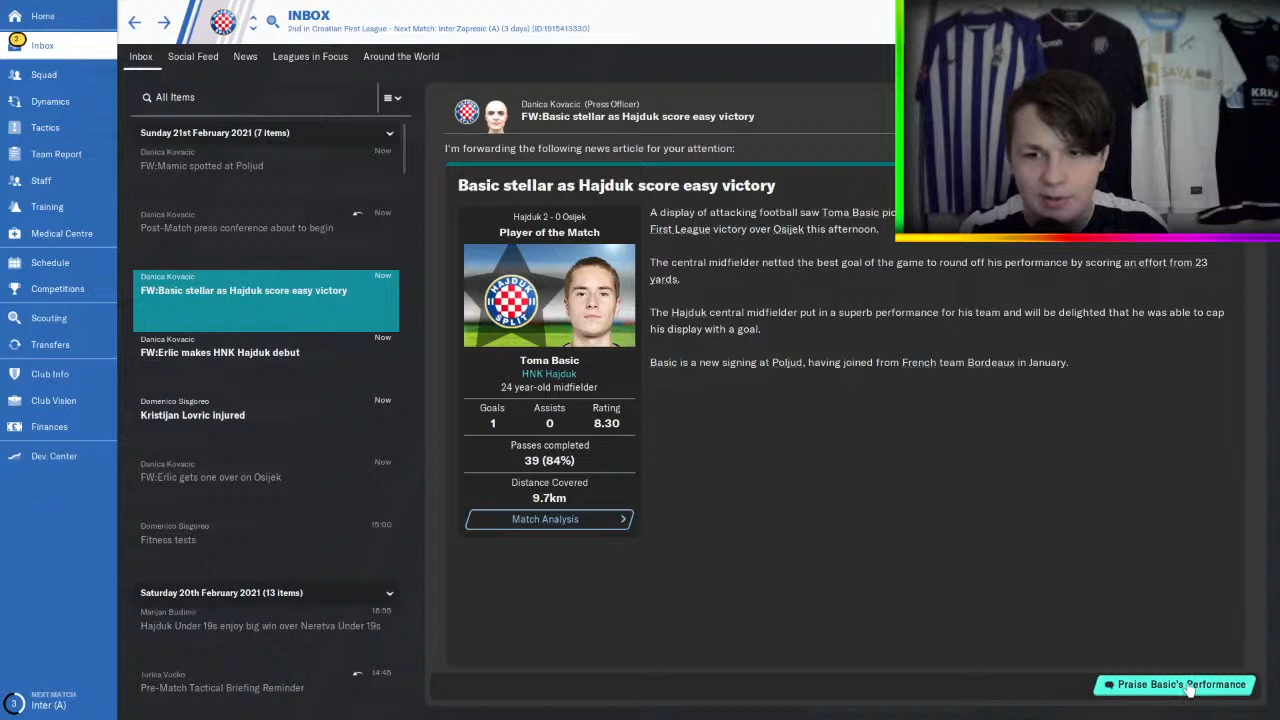 Home
2
Inbox
Squad
Dynamics
Tactics
Team Report
Staff
Training
Medical Centre
Schedule
Competitions
Scouting
Transfers
Club Info
Club Vision
Finances
Dev. Center
3
NEXT MATCH
Inter (A)
INBOX
2nd in Croatian First League - Next Match: Inter Zapresic (A) (3 days) (ID:1915413330)
Inbox Social Feed News Leagues in Focus Around the World
All Items
Sunday 21st February 2021 (7 items)
Danica Kovacic Now
FW:Mamic spotted at Poljud
Danica Kovacic Now
Post-Match press conference about to begin
Danica Kovacic Now
FW:Basic stellar as Hajduk score easy victory
Danica Kovacic Now
FW:Erlic makes HNK Hajduk debut
Domenico Sisgoreo Now
Kristijan Lovric injured
Danica Kovacic Now
FW:Erlic gets one over on Osijek
Domenico Sisgoreo 15:00
Fitness tests
Saturday 20th February 2021 (13 items)
Marijan Budimir 16:55
Hajduk Under 19s enjoy big win over Neretva Under 19s
Jurica Vucko 14:45
Pre-Match Tactical Briefing Reminder
Danica Kovacic (Press Officer)
FW:Basic stellar as Hajduk score easy victory
I'm forwarding the following news article for your attention:
Basic stellar as Hajduk score easy victory
Hajduk 2 - 0 Osijek
Player of the Match
HAJDUK
SPLIT
Toma Basic
HNK Hajduk
24 year-old midfielder
Goals Assists Rating
1 0 8.30
Passes completed
39 (84%)
Distance Covered
9.7km
Match Analysis
A display of attacking football saw Toma Basic pic
First League victory over Osijek this afternoon.
The central midfielder netted the best goal of the game to round off his performance by scoring an effort from 23
yards.
The Hajduk central midfielder put in a superb performance for his team and will be delighted that he was able to cap
his display with a goal.
Basic is a new signing at Poljud, having joined from French team Bordeaux in January.
Praise Basic's Performance
SAVA
KRKA